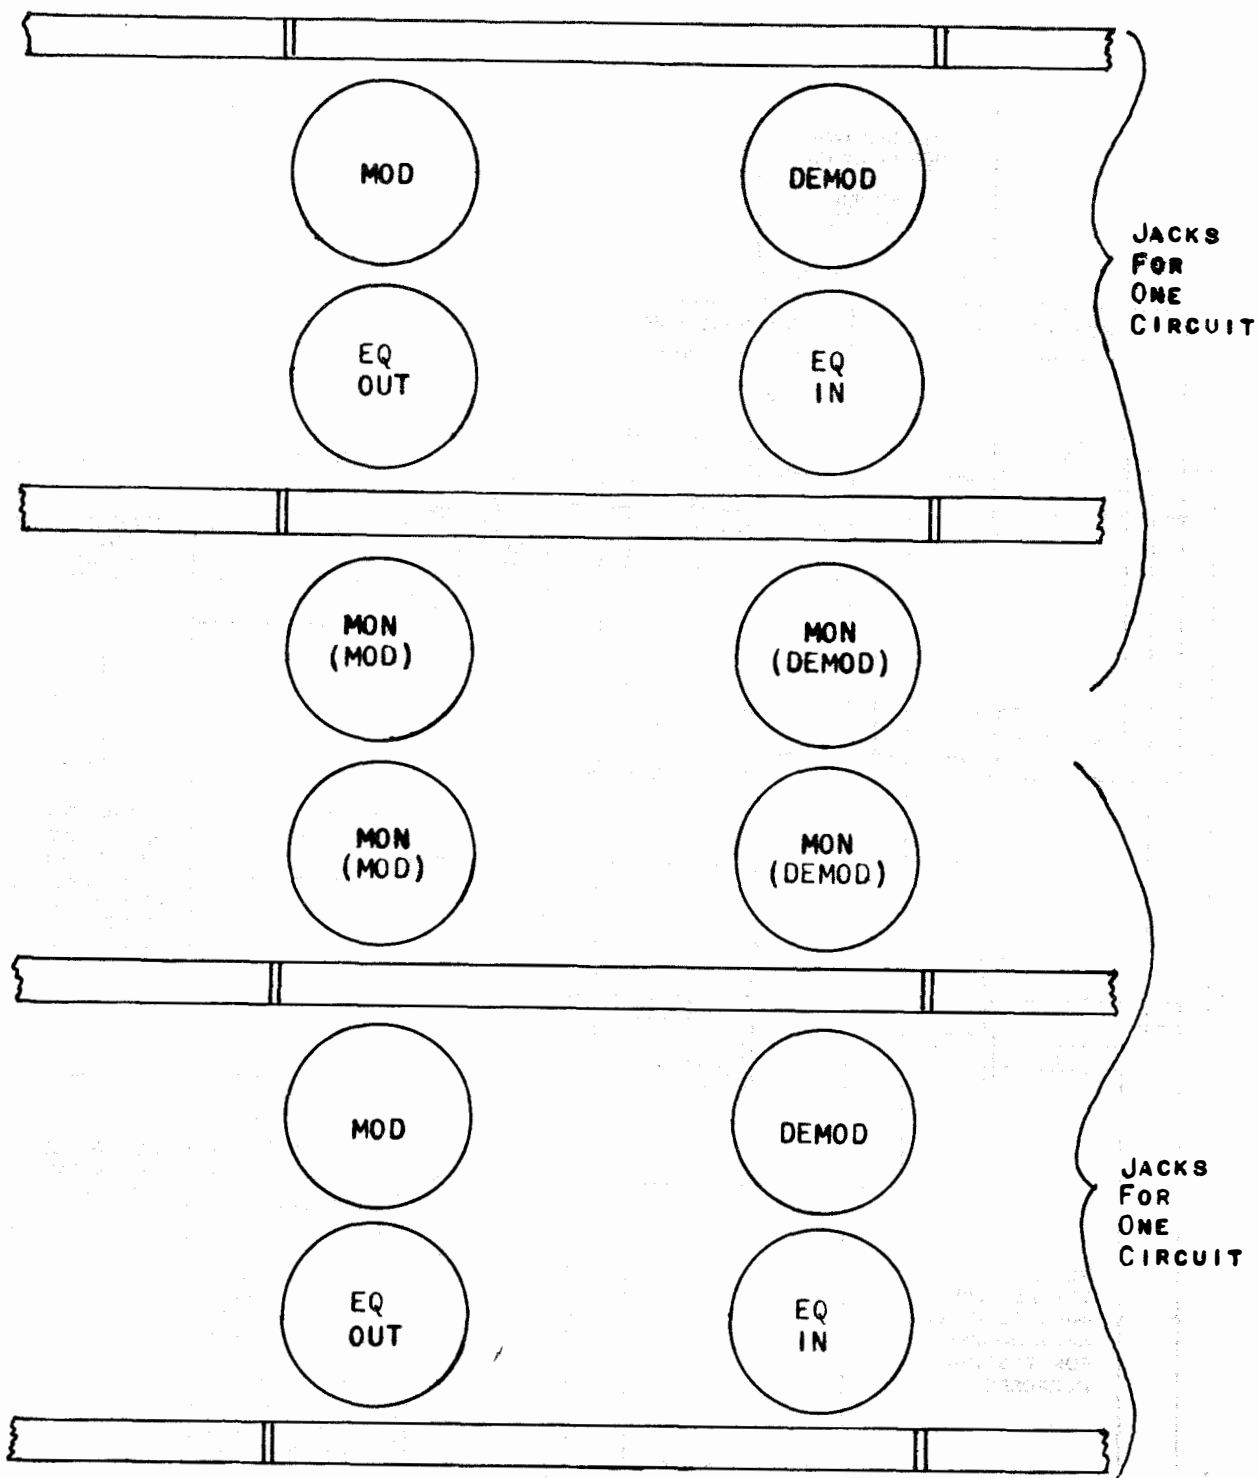 MOD
DEMOD
JACKS
FOR
ONE
CIRCUIT
EQ
OUT
EQ
IN
MON
(MOD)
MON
(DEMOD)
MON
(MOD)
MON
(DEMOD)
MOD
DEMOD
JACKS
FOR
ONE
CIRCUIT
EQ
OUT
EQ
IN